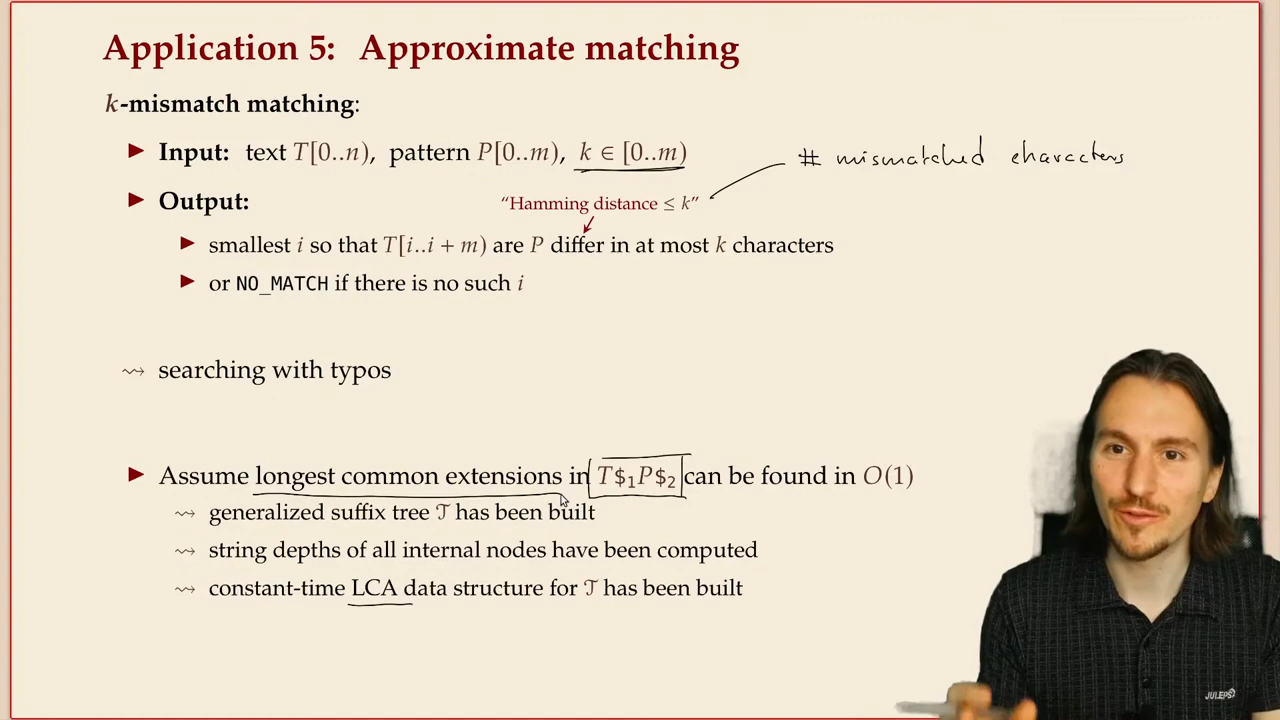 Application 5: Approximate matching
k-mismatch matching:
▶ Input: text T[0..n), pattern P[0..m), k ∈ [0..m)
# mismatched characters
▶ Output:
“Hamming distance ≤ k”
▶ smallest i so that T[i..i + m) are P differ in at most k characters
▶ or NO_MATCH if there is no such i
⇝ searching with typos
▶ Assume longest common extensions in T$₁P$₂ can be found in O(1)
⇝ generalized suffix tree 𝒯 has been built
⇝ string depths of all internal nodes have been computed
⇝ constant-time LCA data structure for 𝒯 has been built
JULEPS